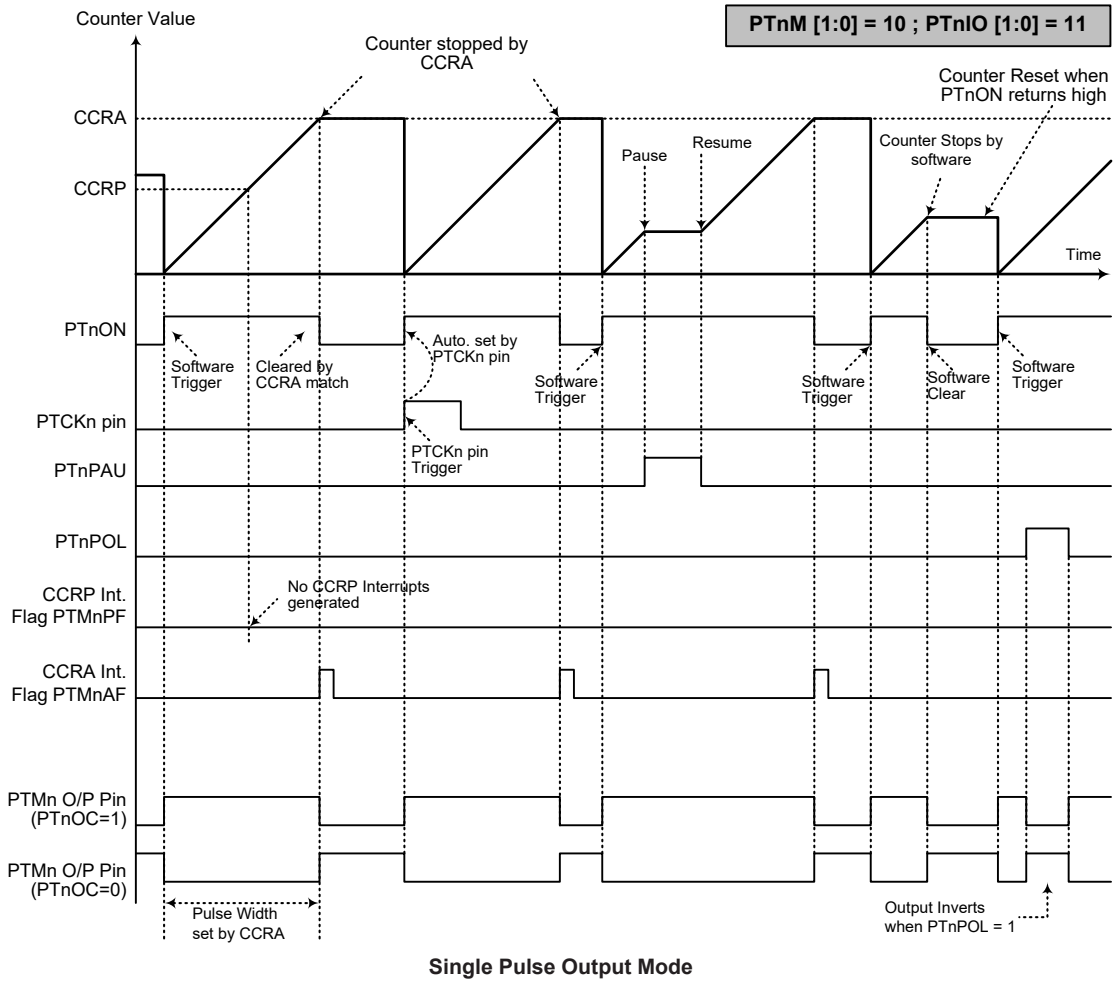 Counter Value
PTnM [1:0] = 10 ; PTnIO [1:0] = 11
Counter stopped by
CCRA
Counter Reset when
PTnON returns high
CCRA
Pause
Resume
Counter Stops by
software
CCRP
Time
PTnON
Software
Trigger
Cleared by
CCRA match
Auto. set by
PTCKn pin
Software
Trigger
Software
Trigger
Software
Clear
Software
Trigger
PTCKn pin
PTCKn pin
Trigger
PTnPAU
PTnPOL
CCRP Int.
Flag PTMnPF
No CCRP Interrupts
generated
CCRA Int.
Flag PTMnAF
PTMn O/P Pin
(PTnOC=1)
PTMn O/P Pin
(PTnOC=0)
Pulse Width
set by CCRA
Output Inverts
when PTnPOL = 1
Single Pulse Output Mode